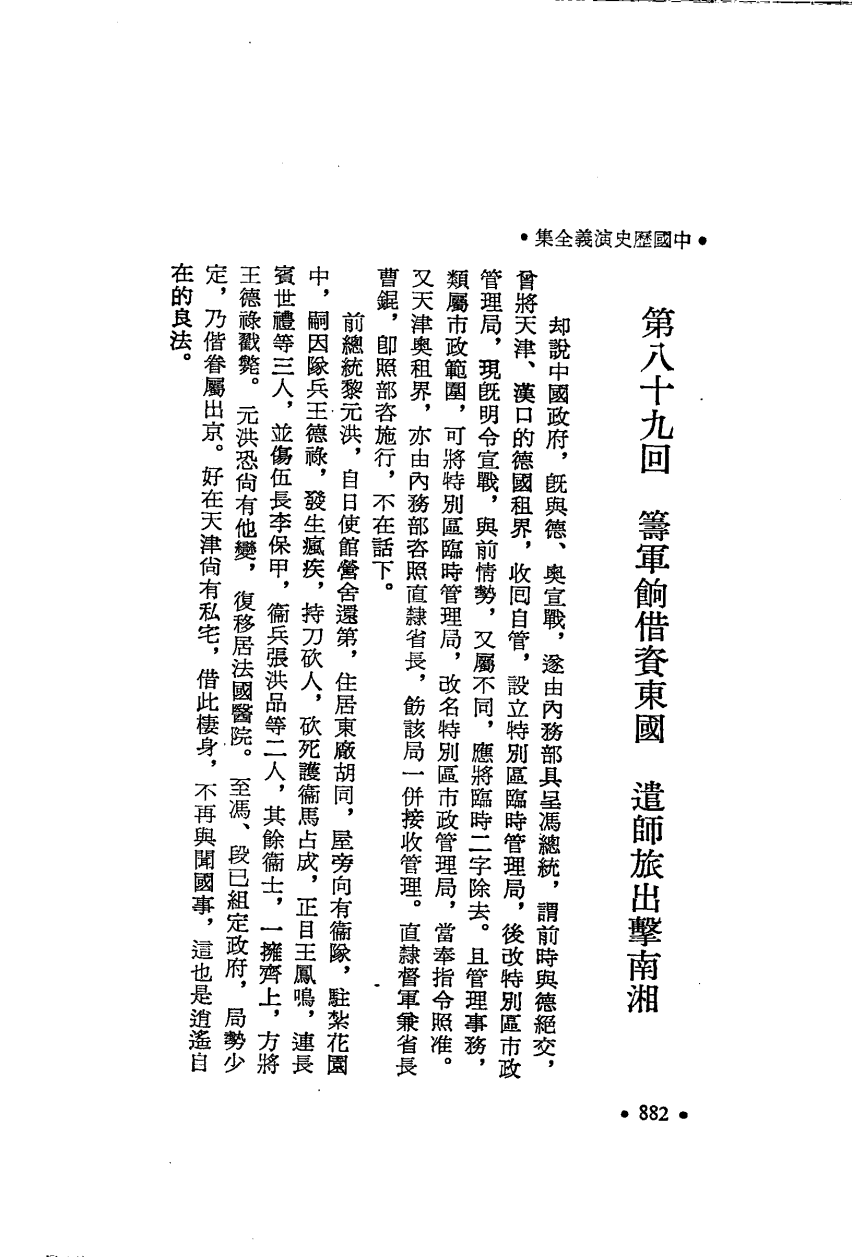 •中國歷史演義全集•
第八十九回　籌軍餉借資東國　遣師旅出擊南湘
却說中國政府，既與德、奧宣戰，遂由內務部具呈馮總統，謂前時與德絕交，
曾將天津、漢口的德國租界，收回自管，設立特別區臨時管理局，後改特別區市政
管理局，現既明令宣戰，與前情勢，又屬不同，應將臨時二字除去。且管理事務，
類屬市政範圍，可將特別區臨時管理局，改名特別區市政管理局，當奉指令照准。
又天津奧租界，亦由內務部咨照直隸省長，飭該局一併接收管理。直隸督軍兼省長
曹錕，卽照部咨施行，不在話下。
前總統黎元洪，自日使館營舍還第，住居東廠胡同，屋旁向有衞隊，駐紮花園
中，嗣因隊兵王德祿，發生瘋疾，持刀砍人，砍死護衞馬占成，正目王鳳鳴，連長
賓世禮等三人，並傷伍長李保甲，衞兵張洪品等二人，其餘衞士，一擁齊上，方將
王德祿戳斃。元洪恐尙有他變，復移居法國醫院。至馮、段已組定政府，局勢少
定，乃偕眷屬出京。好在天津尙有私宅，借此棲身，不再與聞國事，這也是逍遙自
在的良法。
•882•